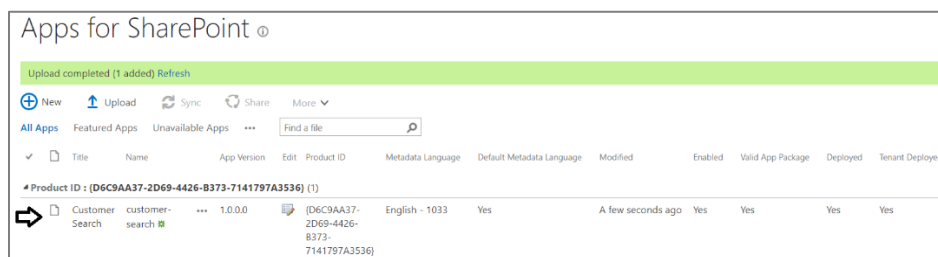 Apps for SharePoint
Upload completed (1 added) Refresh
New Upload Sync Share More
All Apps Featured Apps Unavailable Apps ••• Find a file
Title Name App Version Edit Product ID Metadata Language Default Metadata Language Modified Enabled Valid App Package Deployed Tenant Deploye
Product ID : {D6C9AA37-2D69-4426-B373-7141797A3536} (1)
Customer customer- ••• 1.0.0.0 {D6C9AA37- English - 1033 Yes A few seconds ago Yes Yes Yes Yes
Search search 2D69-4426-
B373-
7141797A3536}